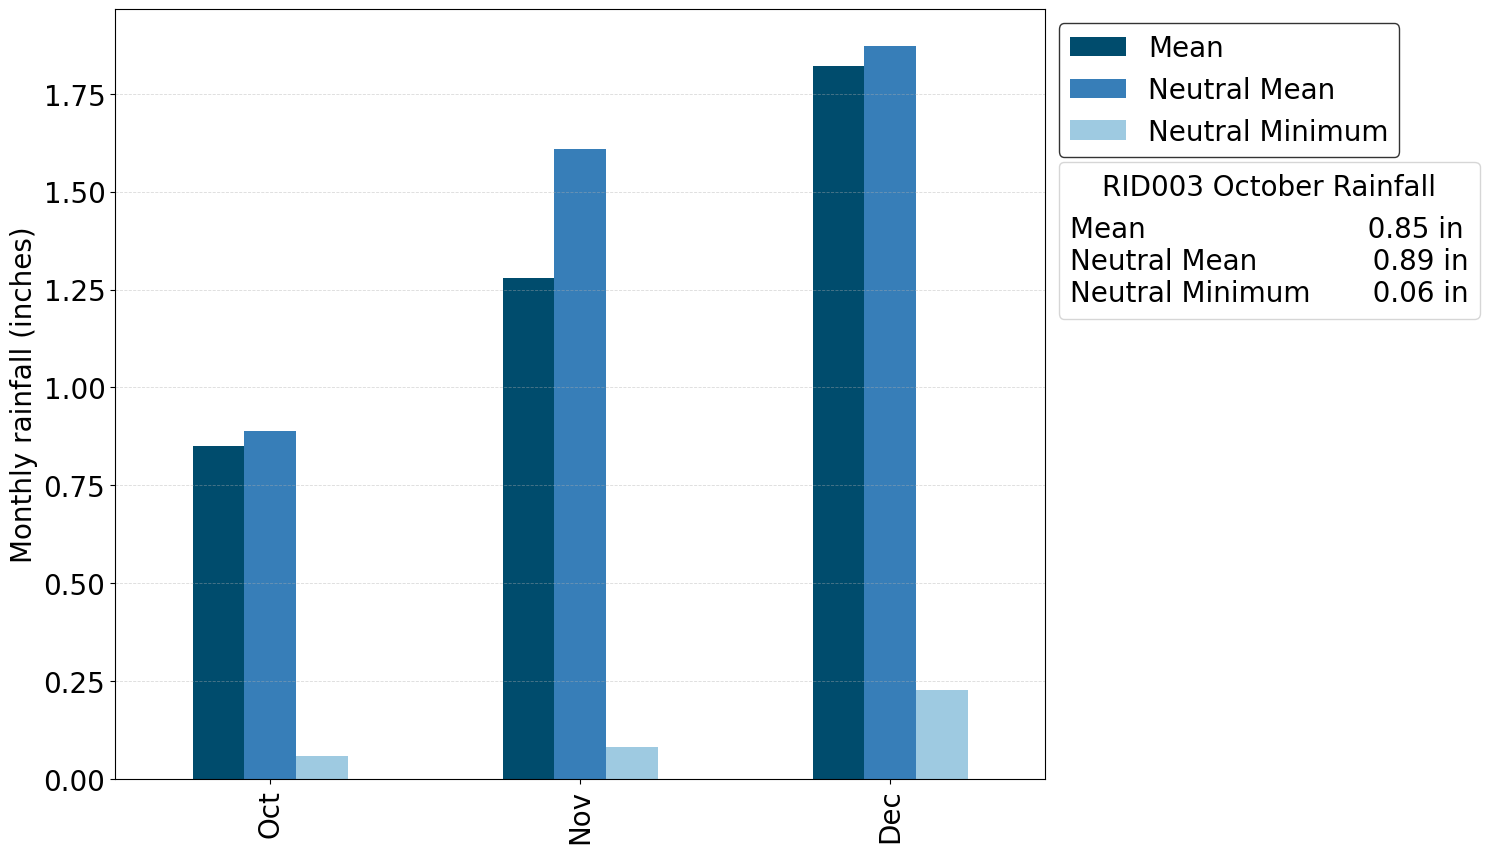 Monthly rainfall (inches)
1.75
1.50
1.25
1.00
0.75
0.50
0.25
0.00
Oct
Nov
Dec
Mean
Neutral Mean
Neutral Minimum
RID003 October Rainfall
Mean 0.85 in
Neutral Mean 0.89 in
Neutral Minimum 0.06 in